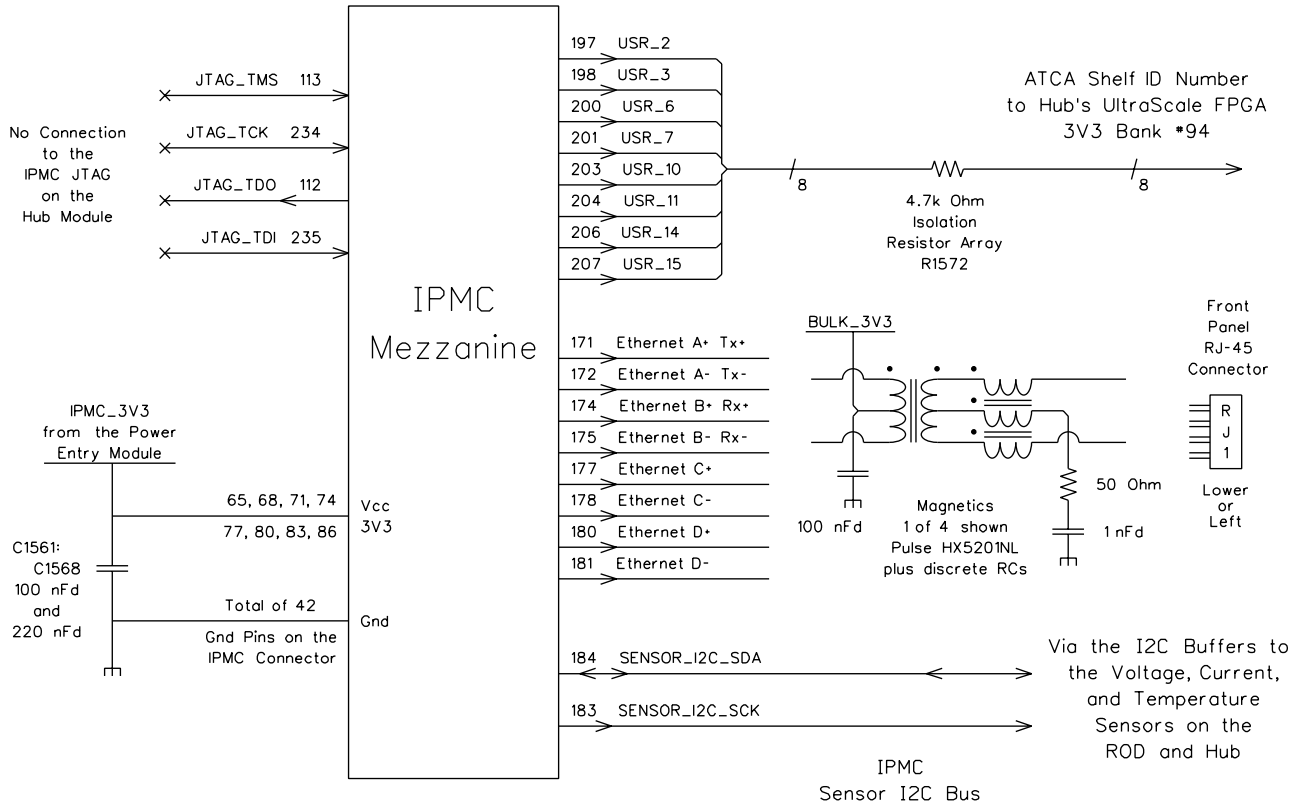 JTAG_TMS 113
JTAG_TCK 234
JTAG_TDO 112
JTAG_TDI 235
No Connection
to the
IPMC JTAG
on the
Hub Module
IPMC
Mezzanine
197 USR_2
198 USR_3
200 USR_6
201 USR_7
203 USR_10
204 USR_11
206 USR_14
207 USR_15
8
8
ATCA Shelf ID Number
to Hub's UltraScale FPGA
3V3 Bank #94
4.7k Ohm
Isolation
Resistor Array
R1572
171 Ethernet A+ Tx+
172 Ethernet A- Tx-
174 Ethernet B+ Rx+
175 Ethernet B- Rx-
177 Ethernet C+
178 Ethernet C-
180 Ethernet D+
181 Ethernet D-
BULK_3V3
100 nFd
Magnetics
1 of 4 shown
Pulse HX5201NL
plus discrete RCs
50 Ohm
1 nFd
Front
Panel
RJ-45
Connector
R
J
1
Lower
or
Left
IPMC_3V3
from the Power
Entry Module
65, 68, 71, 74
77, 80, 83, 86
Vcc
3V3
C1561:
C1568
100 nFd
and
220 nFd
Total of 42
Gnd Pins on the
IPMC Connector
Gnd
184 SENSOR_I2C_SDA
183 SENSOR_I2C_SCK
Via the I2C Buffers to
the Voltage, Current,
and Temperature
Sensors on the
ROD and Hub
IPMC
Sensor I2C Bus